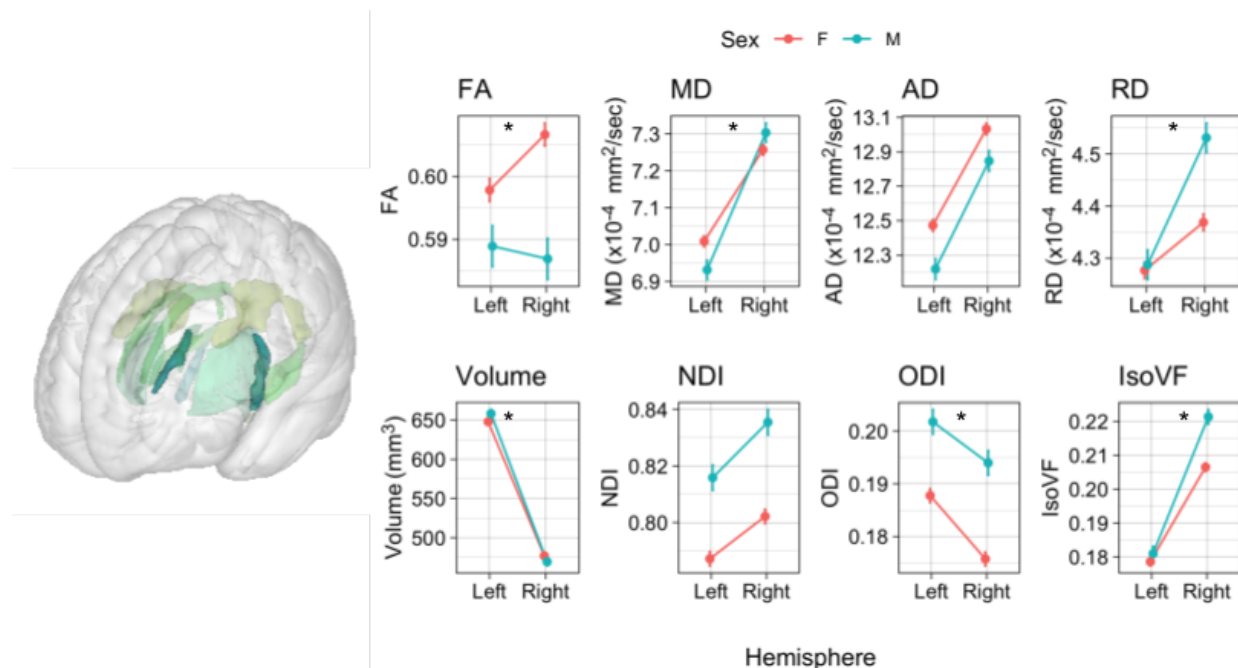 Sex F M
FA MD AD RD
FA
0.60
0.59
*
Left Right
MD (x10⁻⁴ mm²/sec)
7.3
7.2
7.1
7.0
6.9
*
Left Right
AD (x10⁻⁴ mm²/sec)
13.1
12.9
12.7
12.5
12.3
Left Right
RD (x10⁻⁴ mm²/sec)
4.5
4.4
4.3
*
Left Right
Volume NDI ODI IsoVF
Volume (mm³)
650
600
550
500
*
Left Right
NDI
0.84
0.82
0.80
Left Right
ODI
0.20
0.19
0.18
*
Left Right
IsoVF
0.22
0.21
0.20
0.19
0.18
*
Left Right
Hemisphere